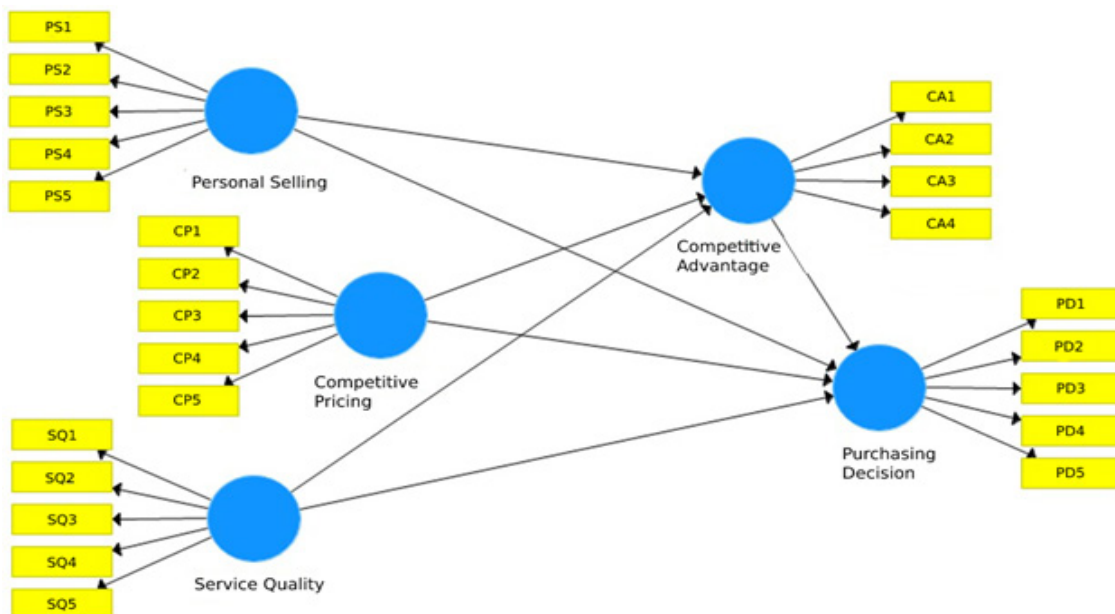 PS1
PS2
PS3
PS4
PS5
Personal Selling
CP1
CP2
CP3
CP4
CP5
Competitive
Pricing
SQ1
SQ2
SQ3
SQ4
SQ5
Service Quality
CA1
CA2
CA3
CA4
Competitive
Advantage
PD1
PD2
PD3
PD4
PD5
Purchasing
Decision